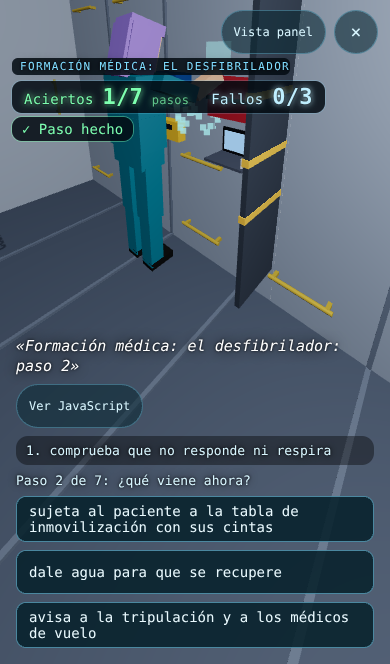 Vista panel
×
FORMACIÓN MÉDICA: EL DESFIBRILADOR
Aciertos 1/7 pasos Fallos 0/3
✓ Paso hecho
«Formación médica: el desfibrilador:
paso 2»
Ver JavaScript
1. comprueba que no responde ni respira
Paso 2 de 7: ¿qué viene ahora?
sujeta al paciente a la tabla de
inmovilización con sus cintas
dale agua para que se recupere
avisa a la tripulación y a los médicos
de vuelo